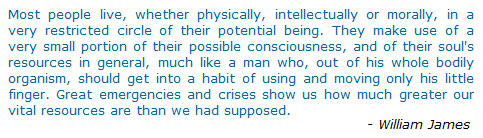 Most people live, whether physically, intellectually or morally, in a
very restricted circle of their potential being. They make use of a
very small portion of their possible consciousness, and of their soul's
resources in general, much like a man who, out of his whole bodily
organism, should get into a habit of using and moving only his little
finger. Great emergencies and crises show us how much greater our
vital resources are than we had supposed.
- William James